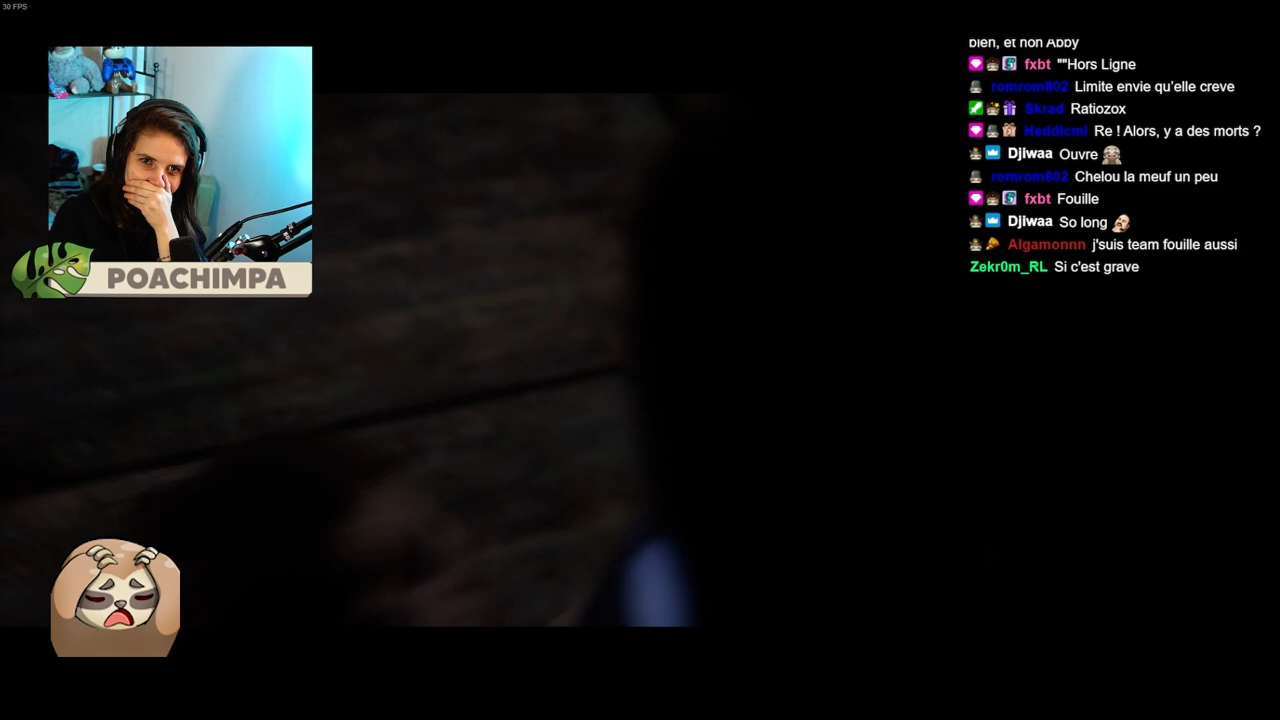 30 FPS
POACHIMPA
bien, et non Abby
fxbt ""Hors Ligne
romrom802 Limite envie qu'elle creve
Skrad Ratiozox
Heddicmi Re ! Alors, y a des morts ?
Djiwaa Ouvre
romrom802 Chelou la meuf un peu
fxbt Fouille
Djiwaa So long
Algamonnn j'suis team fouille aussi
Zekr0m_RL Si c'est grave